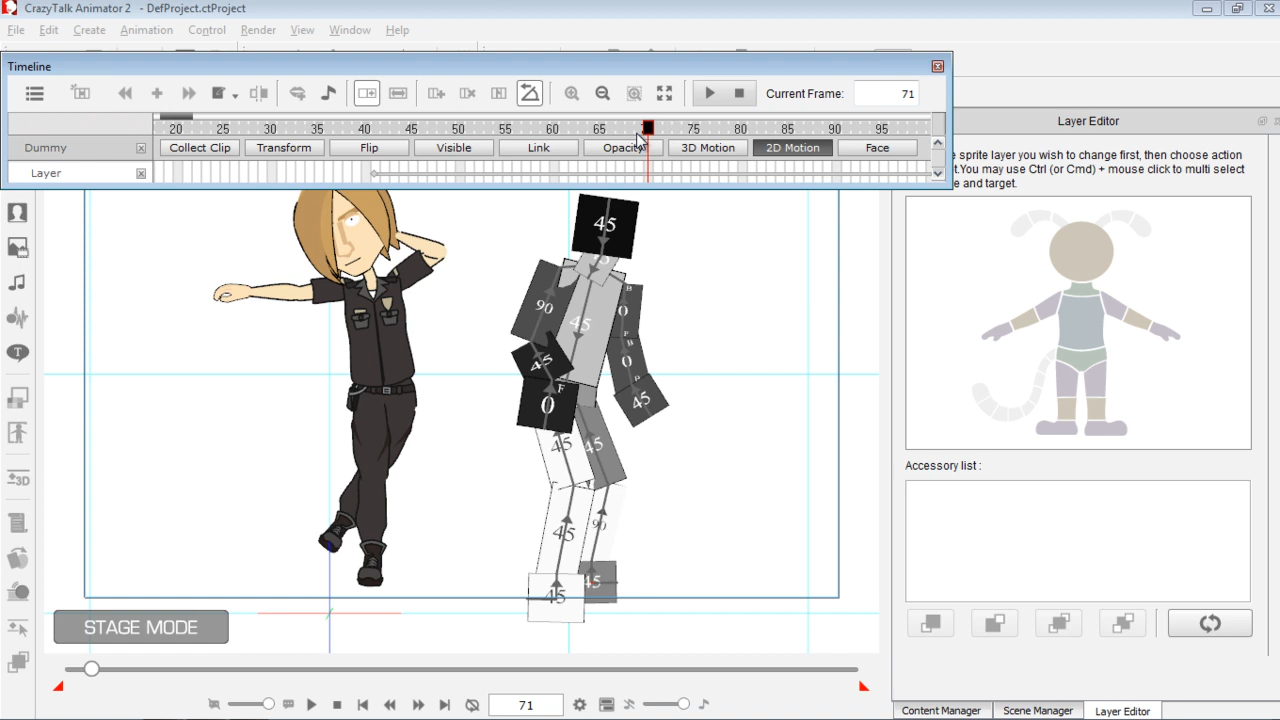 CrazyTalk Animator 2 - DefProject.ctProject
File Edit Create Animation Control Render View Window Help
Timeline
Current Frame: 71
20 25 30 35 40 45 50 55 60 65 75 80 85 90 95
Dummy Collect Clip Transform Flip Visible Link Opacity 3D Motion 2D Motion Face
Layer
Layer Editor
e sprite layer you wish to change first, then choose action
t.You may use Ctrl (or Cmd) + mouse click to multi select
e and target.
45
B
90 45 0
F
B
45 0
B
F
0 45
45 45
45 90
45 45
Accessory list :
STAGE MODE
71
Content Manager Scene Manager Layer Editor